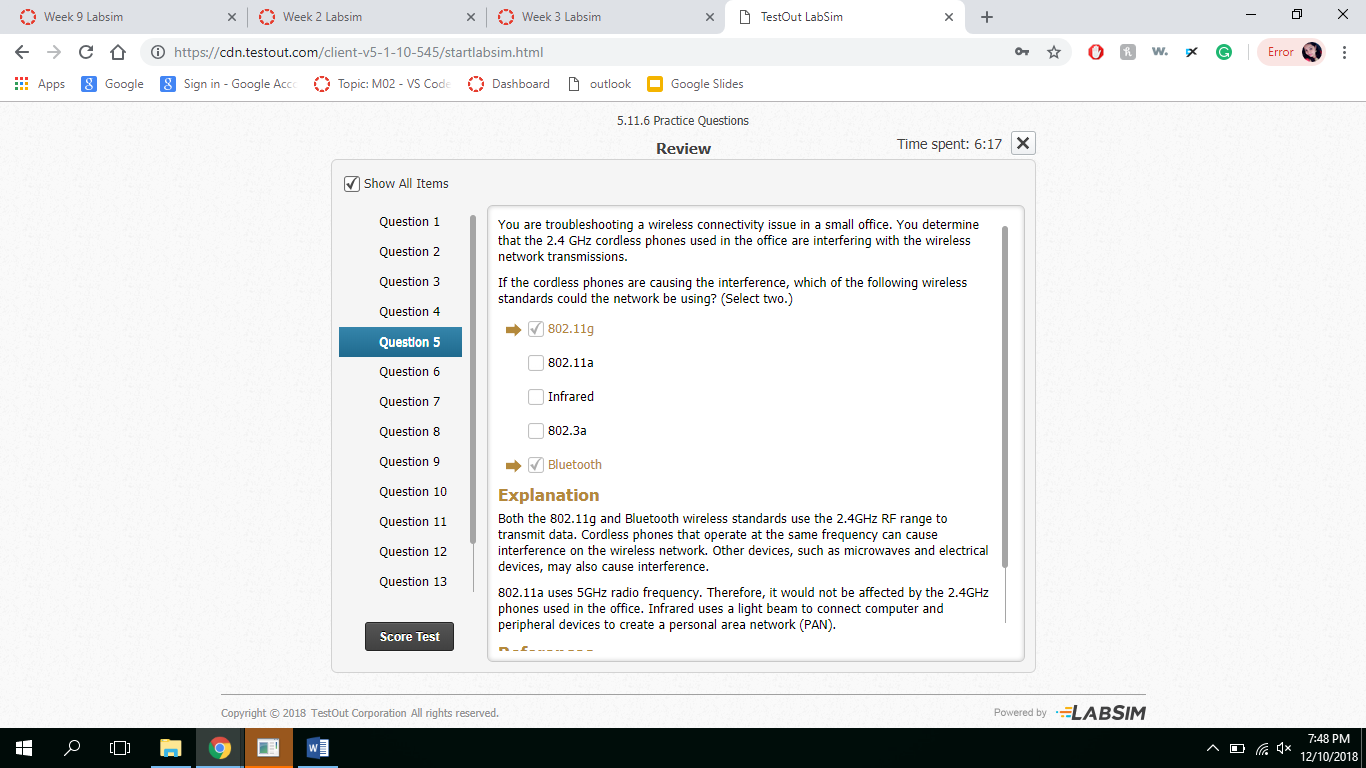 Week 9 Labsim
Week 2 Labsim
Week 3 Labsim
TestOut LabSim
https://cdn.testout.com/client-v5-1-10-545/startlabsim.html
Error
Apps
Google
Sign in - Google Acc
Topic: M02 - VS Code
Dashboard
outlook
Google Slides
5.11.6 Practice Questions
Review
Time spent: 6:17
Show All Items
Question 1
Question 2
Question 3
Question 4
Question 5
Question 6
Question 7
Question 8
Question 9
Question 10
Question 11
Question 12
Question 13
Score Test
You are troubleshooting a wireless connectivity issue in a small office. You determine
that the 2.4 GHz cordless phones used in the office are interfering with the wireless
network transmissions.
If the cordless phones are causing the interference, which of the following wireless
standards could the network be using? (Select two.)
802.11g
802.11a
Infrared
802.3a
Bluetooth
Explanation
Both the 802.11g and Bluetooth wireless standards use the 2.4GHz RF range to
transmit data. Cordless phones that operate at the same frequency can cause
interference on the wireless network. Other devices, such as microwaves and electrical
devices, may also cause interference.
802.11a uses 5GHz radio frequency. Therefore, it would not be affected by the 2.4GHz
phones used in the office. Infrared uses a light beam to connect computer and
peripheral devices to create a personal area network (PAN).
References
Copyright © 2018 TestOut Corporation All rights reserved.
Powered by LABSIM
7:48 PM
12/10/2018